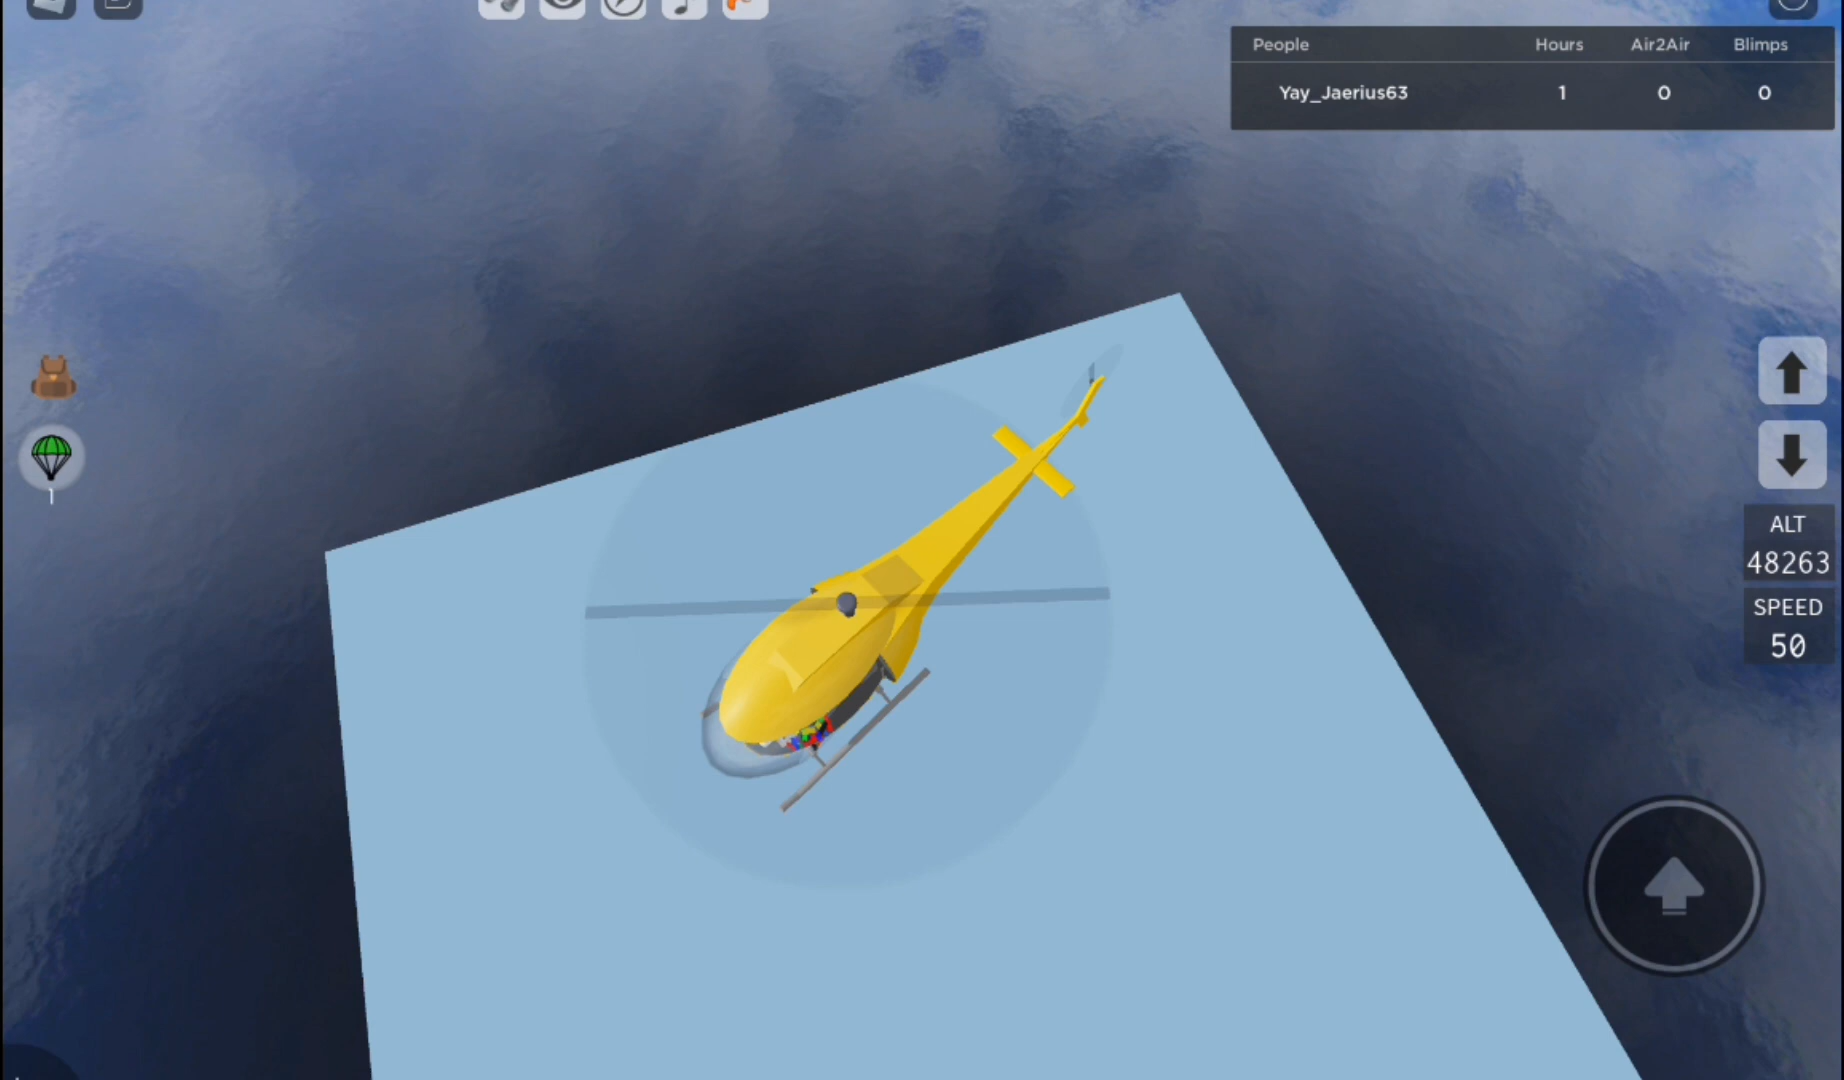 People Hours Air2Air Blimps
Yay_Jaerius63 1 0 0
1
ALT
48263
SPEED
50